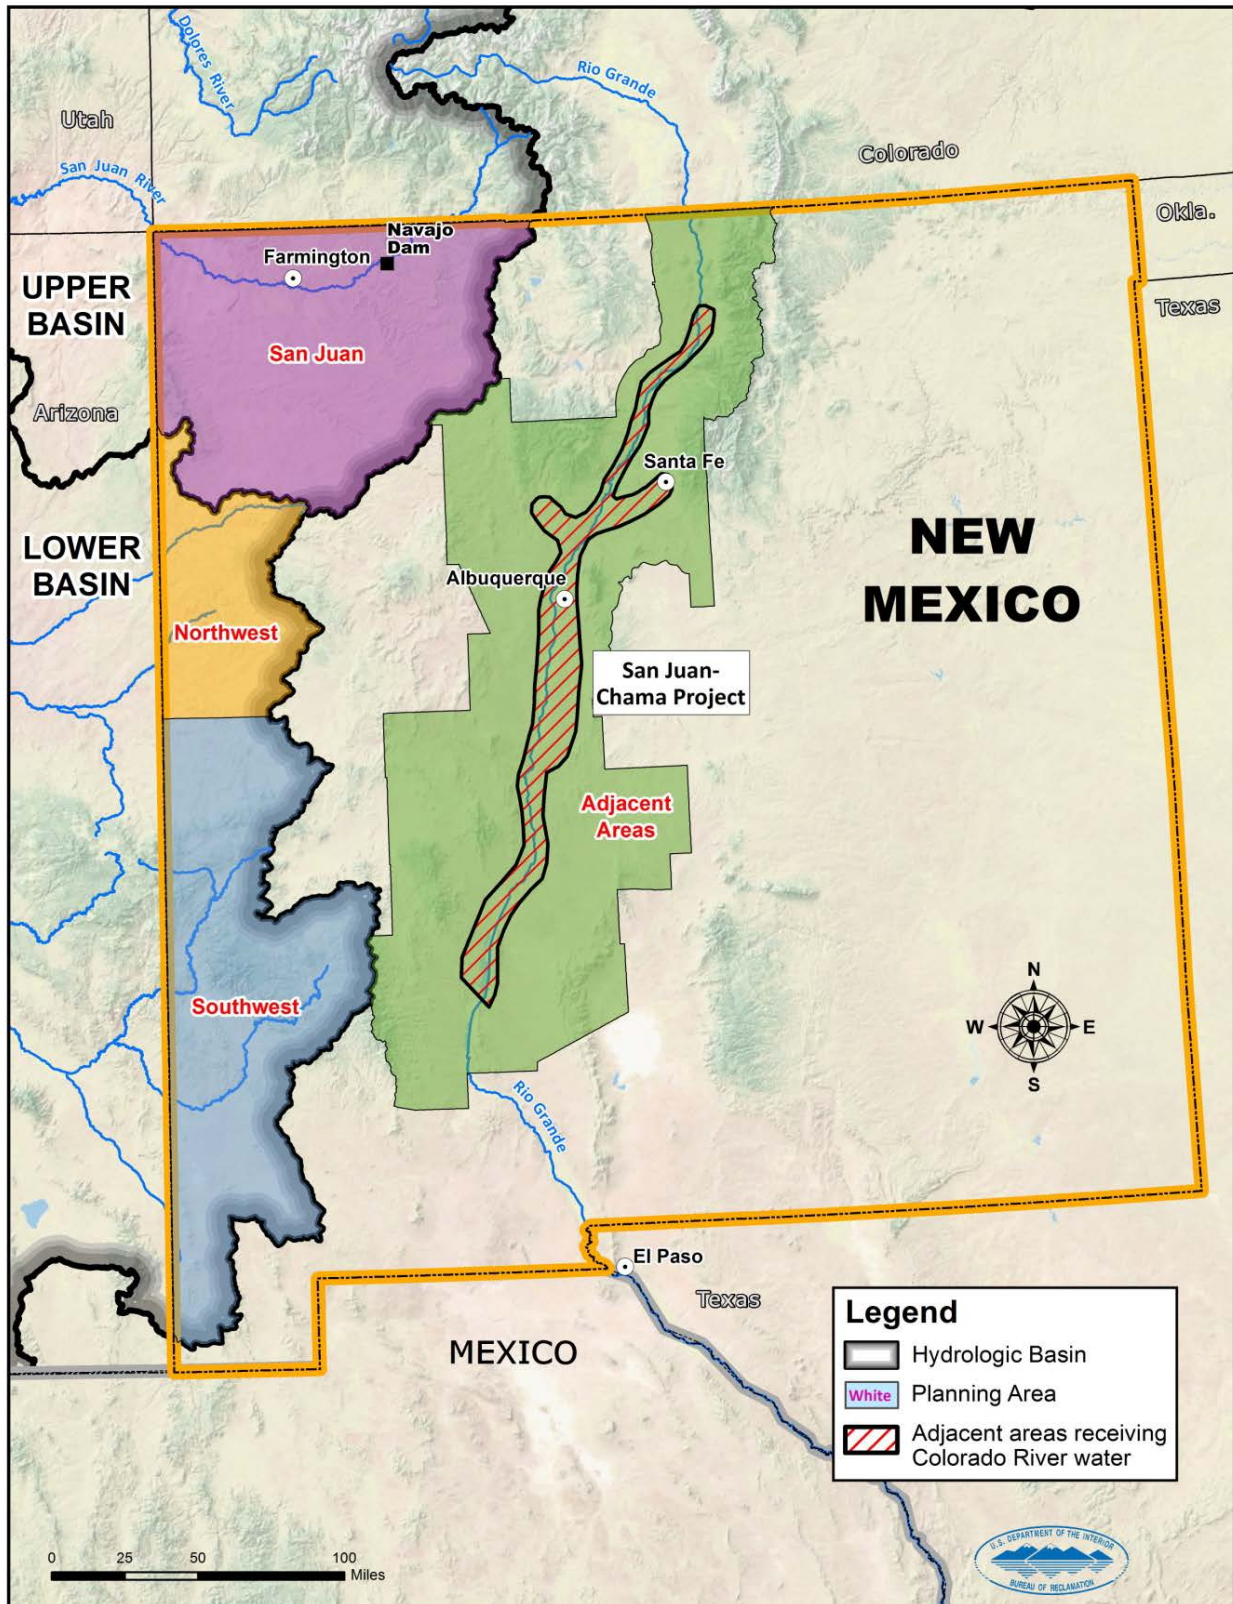 Dolores River
Rio Grande
Utah
Colorado
San Juan River
Okla.
Navajo
Dam
Farmington
UPPER
BASIN
Texas
San Juan
Arizona
Santa Fe
NEW
MEXICO
LOWER
BASIN
Albuquerque
Northwest
San Juan-
Chama Project
Adjacent
Areas
N
W
E
S
Southwest
Rio Grande
El Paso
Texas
MEXICO
Legend
Hydrologic Basin
White
Planning Area
Adjacent areas receiving
Colorado River water
0 25 50 100
Miles
U.S. DEPARTMENT OF THE INTERIOR
BUREAU OF RECLAMATION